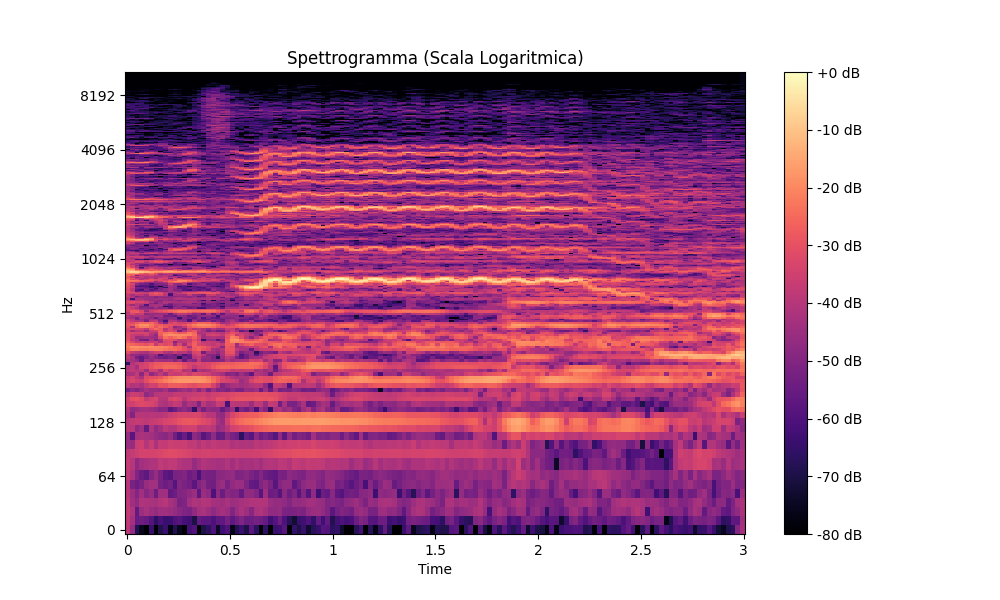 Spettrogramma (Scala Logaritmica)
8192
4096
2048
1024
512
256
128
64
0
Hz
0
0.5
1
1.5
2
2.5
3
Time
+0 dB
-10 dB
-20 dB
-30 dB
-40 dB
-50 dB
-60 dB
-70 dB
-80 dB